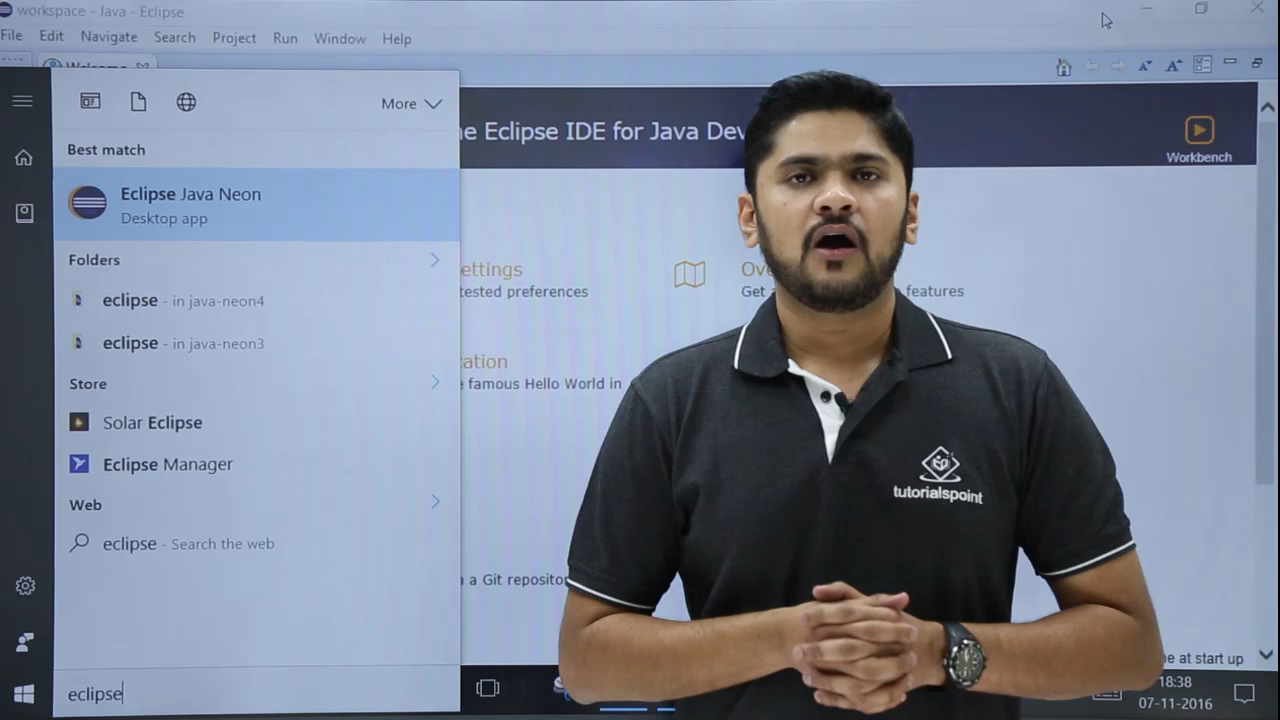 workspace - Java - Eclipse
File Edit Navigate Search Project Run Window Help
Welcome
More
Best match
Eclipse Java Neon
Desktop app
Folders
eclipse - in java-neon4
eclipse - in java-neon3
Store
Solar Eclipse
Eclipse Manager
Web
eclipse - Search the web
eclipse
Eclipse IDE for Java Dev
Workbench
ettings
tested preferences
Ov
Get a
features
ation
famous Hello World in
a Git reposito
e at start up
tutorialspoint
18:38
07-11-2016